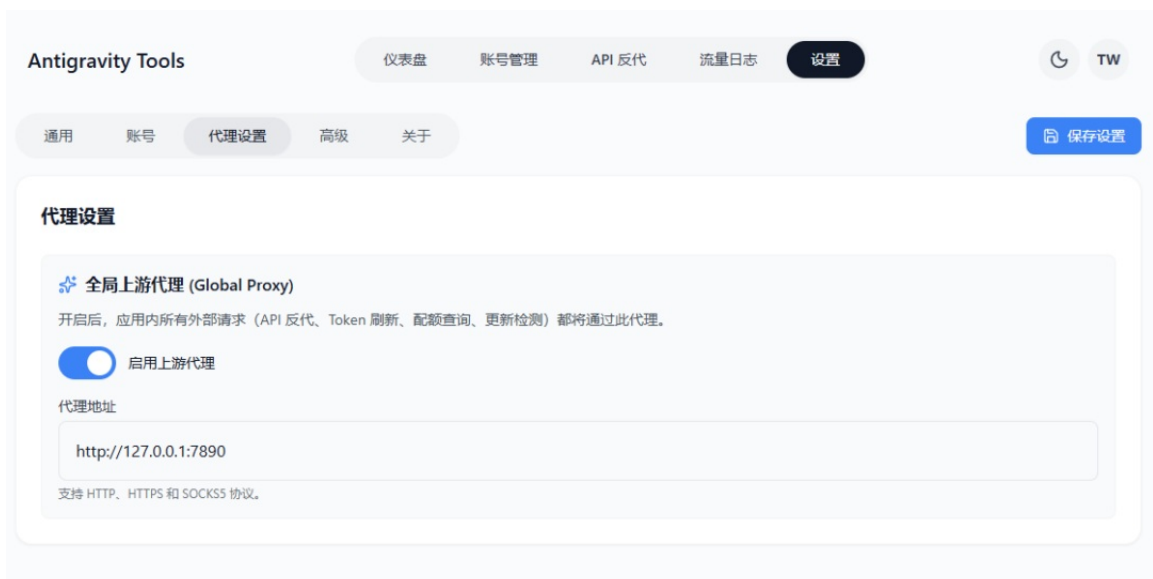 Antigravity Tools 仪表盘 账号管理 API 反代 流量日志 设置 TW
通用 账号 代理设置 高级 关于 保存设置
代理设置
全局上游代理 (Global Proxy)
开启后，应用内所有外部请求（API 反代、Token 刷新、配额查询、更新检测）都将通过此代理。
启用上游代理
代理地址
http://127.0.0.1:7890
支持 HTTP、HTTPS 和 SOCKS5 协议。